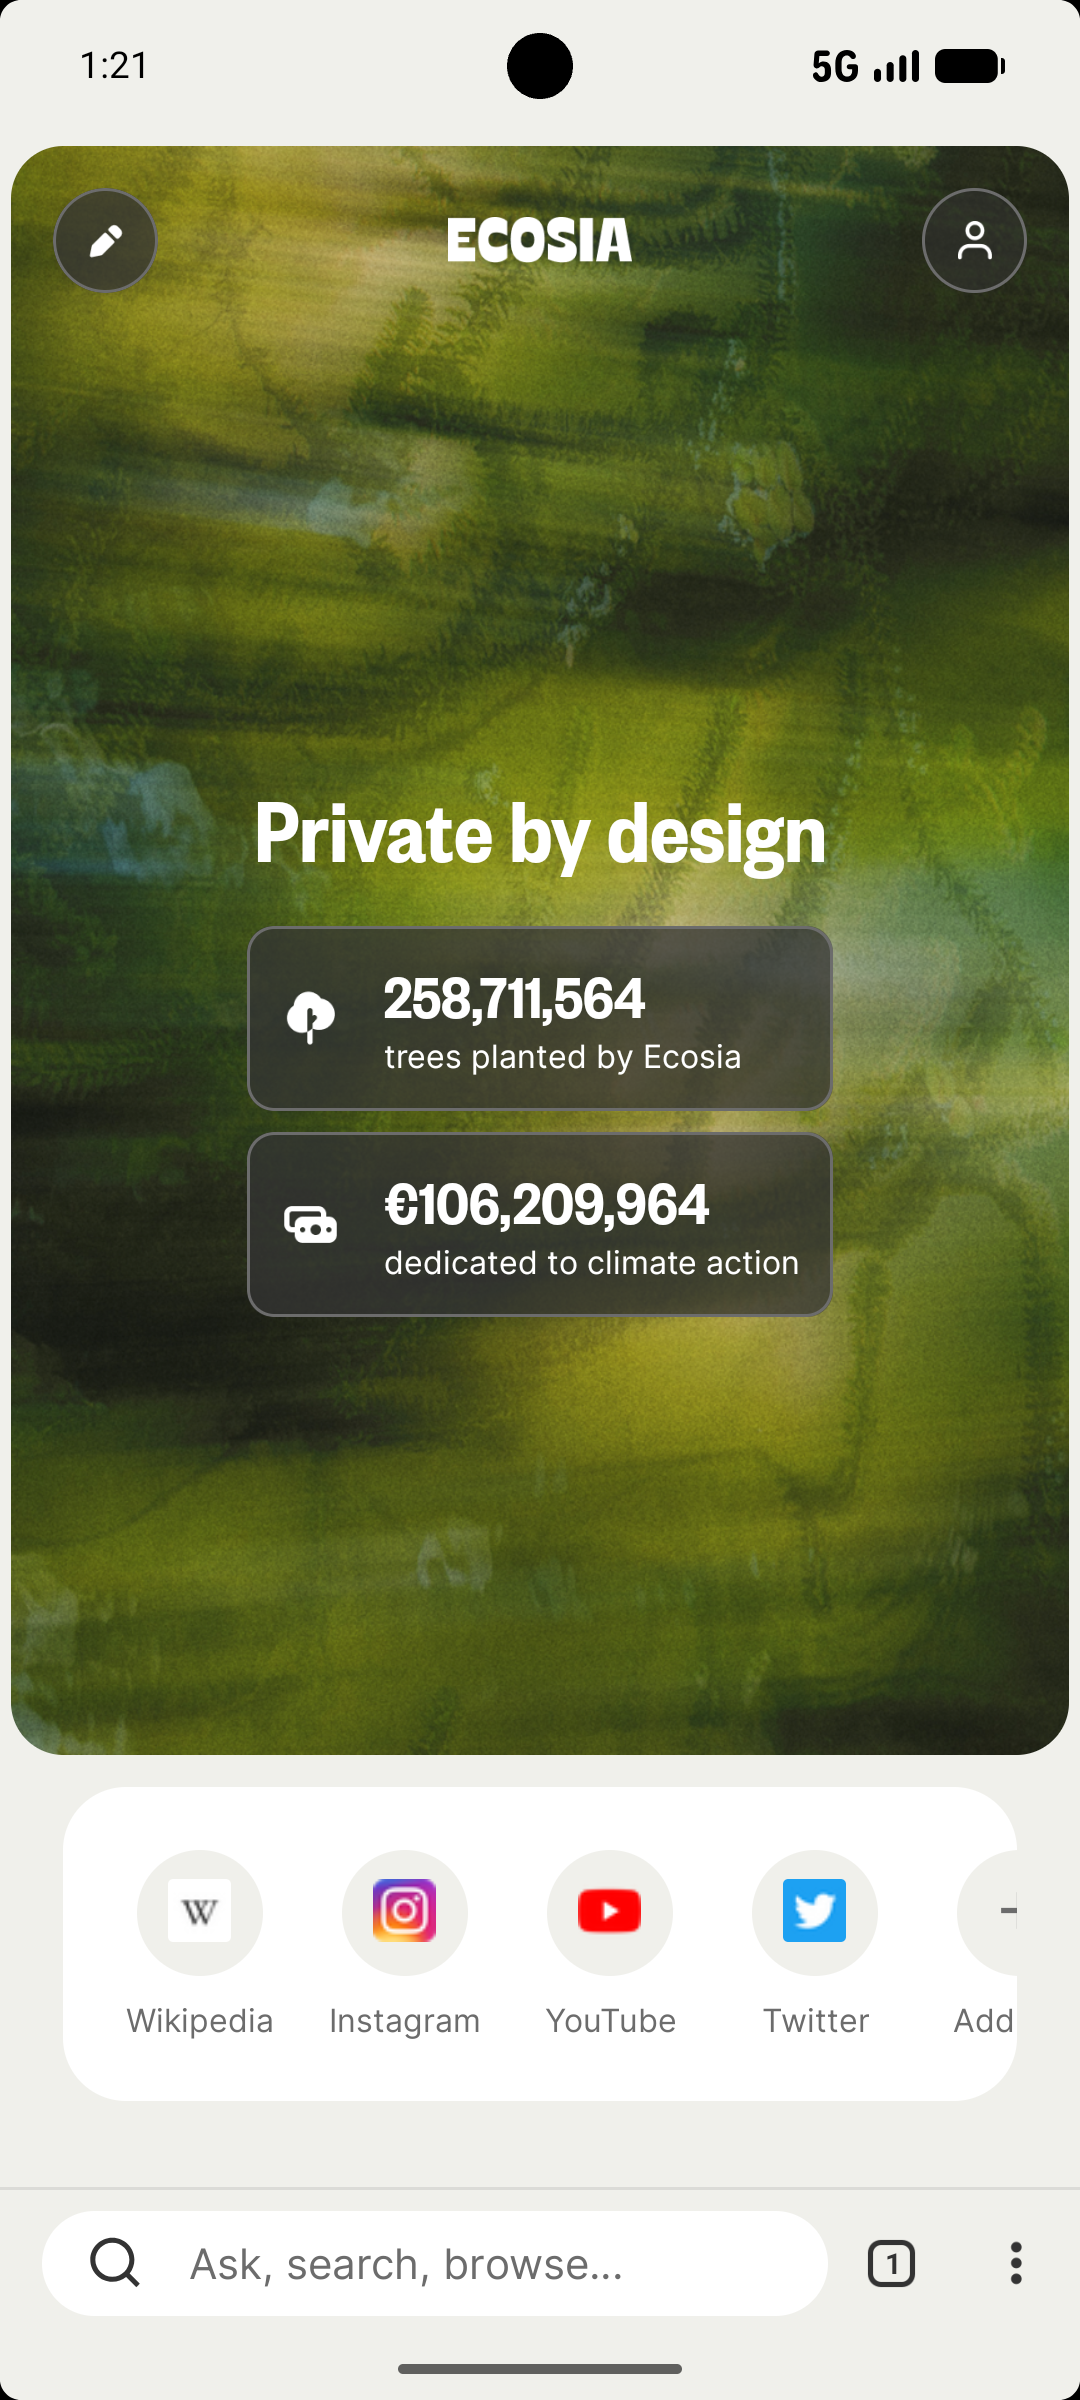 1:21
5G
ECOSIA
Private by design
258,711,564
trees planted by Ecosia
€106,209,964
dedicated to climate action
W
Wikipedia
Instagram
YouTube
Twitter
Add
Ask, search, browse...
1